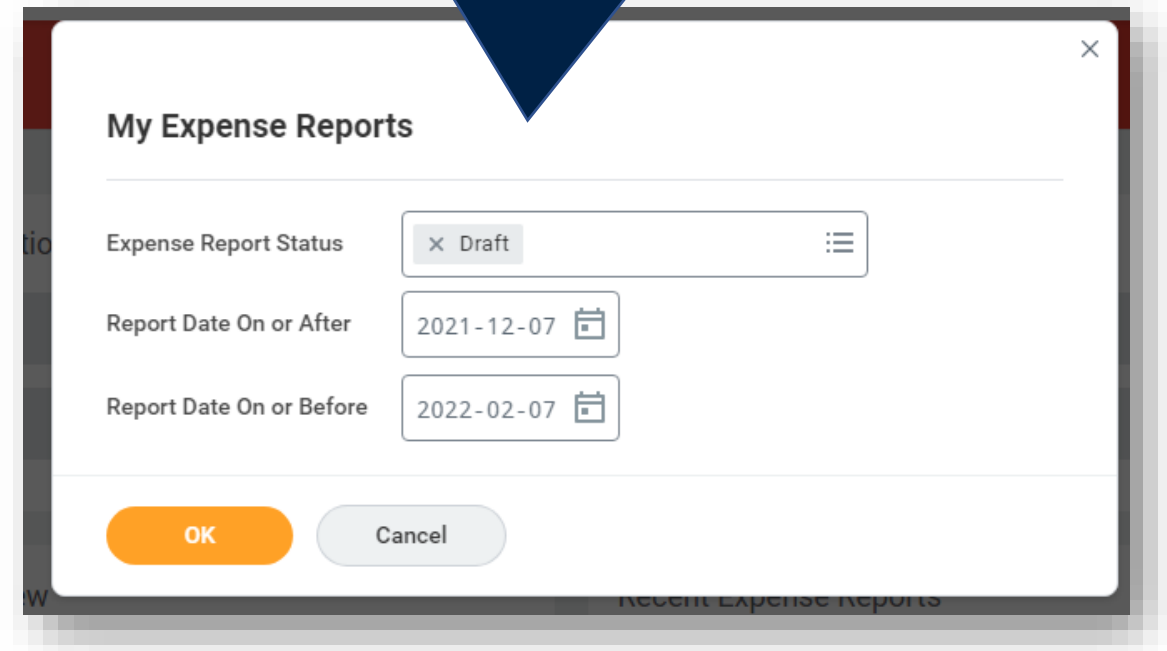 My Expense Reports
Expense Report Status
Draft
Report Date On or After
2021-12-07
Report Date On or Before
2022-02-07
OK
Cancel
Recent Expense Reports